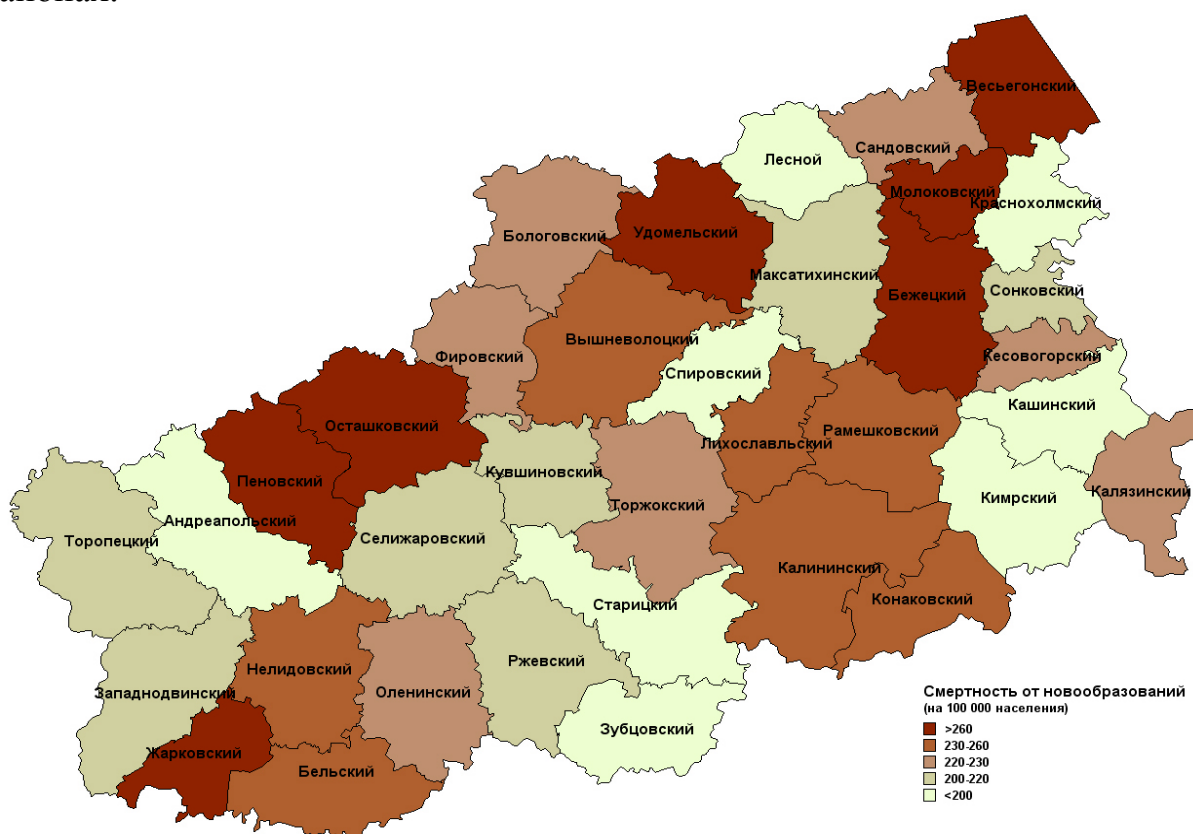 Весьегонский
Сандовский
Лесной
Молоковский
Краснохолмский
Бологовский
Удомельский
Максатихинский
Бежецкий
Сонковский
Вышневолоцкий
Фировский
Кесовогорский
Спировский
Кашинский
Осташковский
Лихославльский
Рамешковский
Пеновский
Кувшиновский
Торжокский
Кимрский
Калязинский
Андреапольский
Торопецкий
Селижаровский
Калининский
Конаковский
Старицкий
Ржевский
Нелидовский
Оленинский
Западнодвинский
Зубцовский
Жарковский
Бельский
Смертность от новообразований
(на 100 000 населения)
>260
230-260
220-230
200-220
<200